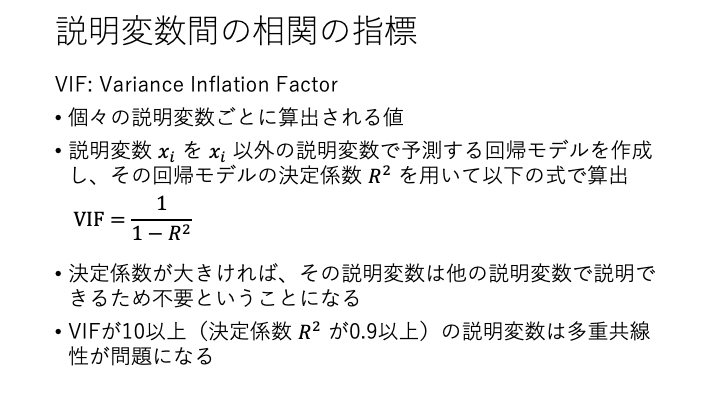 説明変数間の相関の指標
VIF: Variance Inflation Factor
• 個々の説明変数ごとに算出される値
• 説明変数 xᵢ を xᵢ 以外の説明変数で予測する回帰モデルを作成
し、その回帰モデルの決定係数 R² を用いて以下の式で算出
VIF = 1 / (1 − R²)
• 決定係数が大きければ、その説明変数は他の説明変数で説明で
きるため不要ということになる
• VIFが10以上（決定係数 R² が0.9以上）の説明変数は多重共線
性が問題になる